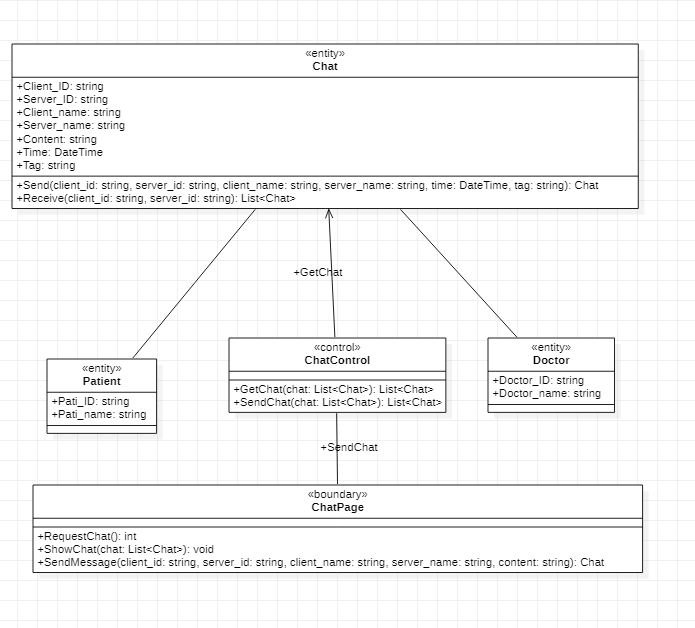 «entity»
Chat
+Client_ID: string
+Server_ID: string
+Client_name: string
+Server_name: string
+Content: string
+Time: DateTime
+Tag: string
+Send(client_id: string, server_id: string, client_name: string, server_name: string, time: DateTime, tag: string): Chat
+Receive(client_id: string, server_id: string): List<Chat>
+GetChat
«entity»
Patient
+Pati_ID: string
+Pati_name: string
«control»
ChatControl
+GetChat(chat: List<Chat>): List<Chat>
+SendChat(chat: List<Chat>): List<Chat>
«entity»
Doctor
+Doctor_ID: string
+Doctor_name: string
+SendChat
«boundary»
ChatPage
+RequestChat(): int
+ShowChat(chat: List<Chat>): void
+SendMessage(client_id: string, server_id: string, client_name: string, server_name: string, content: string): Chat